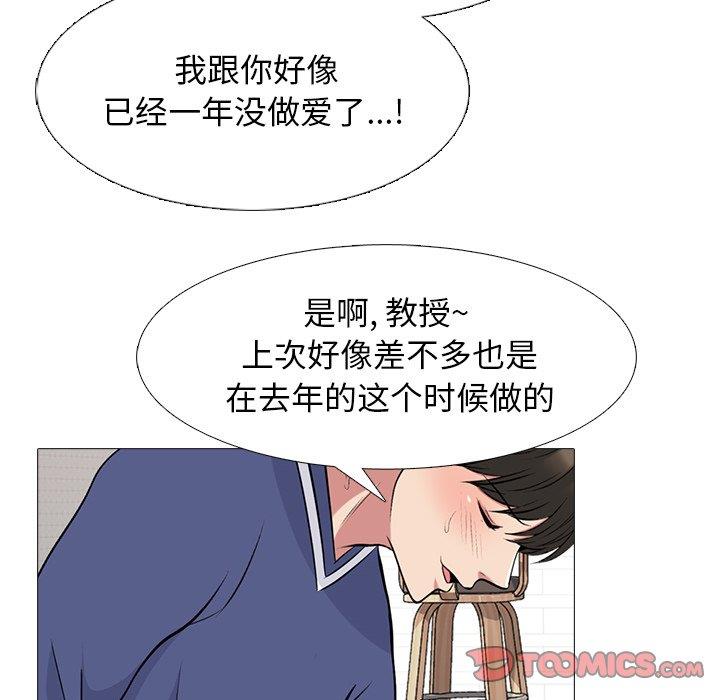 我跟你好像
已经一年没做爱了...!
是啊, 教授~
上次好像差不多也是
在去年的这个时候做的
TOOMICS.COM